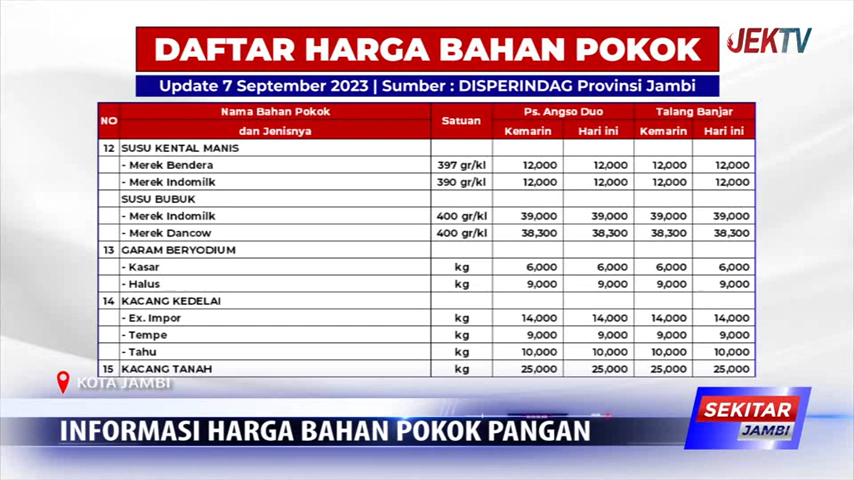 DAFTAR HARGA BAHAN POKOK
JEKTV
Update 7 September 2023 | Sumber : DISPERINDAG Provinsi Jambi
NO Nama Bahan Pokok dan Jenisnya Satuan Ps. Angso Duo Talang Banjar
Kemarin Hari ini Kemarin Hari ini
12 SUSU KENTAL MANIS
- Merek Bendera 397 gr/kl 12,000 12,000 12,000 12,000
- Merek Indomilk 390 gr/kl 12,000 12,000 12,000 12,000
SUSU BUBUK
- Merek Indomilk 400 gr/kl 39,000 39,000 39,000 39,000
- Merek Dancow 400 gr/kl 38,300 38,300 38,300 38,300
13 GARAM BERYODIUM
- Kasar kg 6,000 6,000 6,000 6,000
- Halus kg 9,000 9,000 9,000 9,000
14 KACANG KEDELAI
- Ex. Impor kg 14,000 14,000 14,000 14,000
- Tempe kg 9,000 9,000 9,000 9,000
- Tahu kg 10,000 10,000 10,000 10,000
15 KACANG TANAH kg 25,000 25,000 25,000 25,000
KOTA JAMBI
INFORMASI HARGA BAHAN POKOK PANGAN
SEKITAR
JAMBI